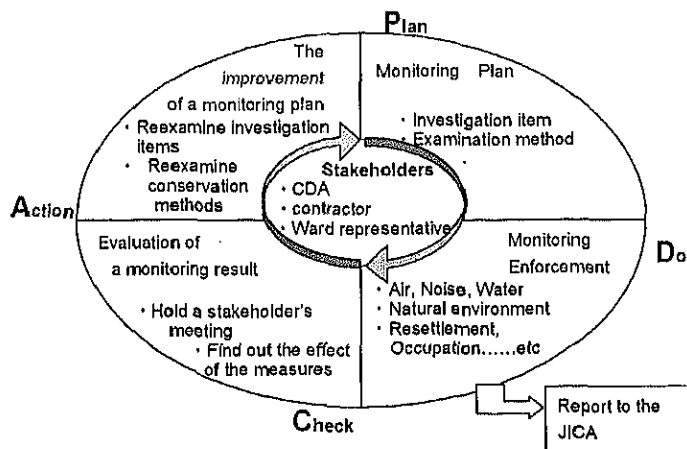 Plan
The
improvement
of a monitoring plan
・Reexamine investigation
items
・Reexamine
conservation
methods
Monitoring Plan
・Investigation item
・Examination method
Stakeholders
・CDA
・contractor
・Ward representative
Action
Do
Evaluation of
a monitoring result
・Hold a stakeholder's
meeting
・Find out the effect
of the measures
Monitoring
Enforcement
・Air, Noise, Water
・Natural environment
・Resettlement,
Occupation......etc
Check
Report to the
JICA